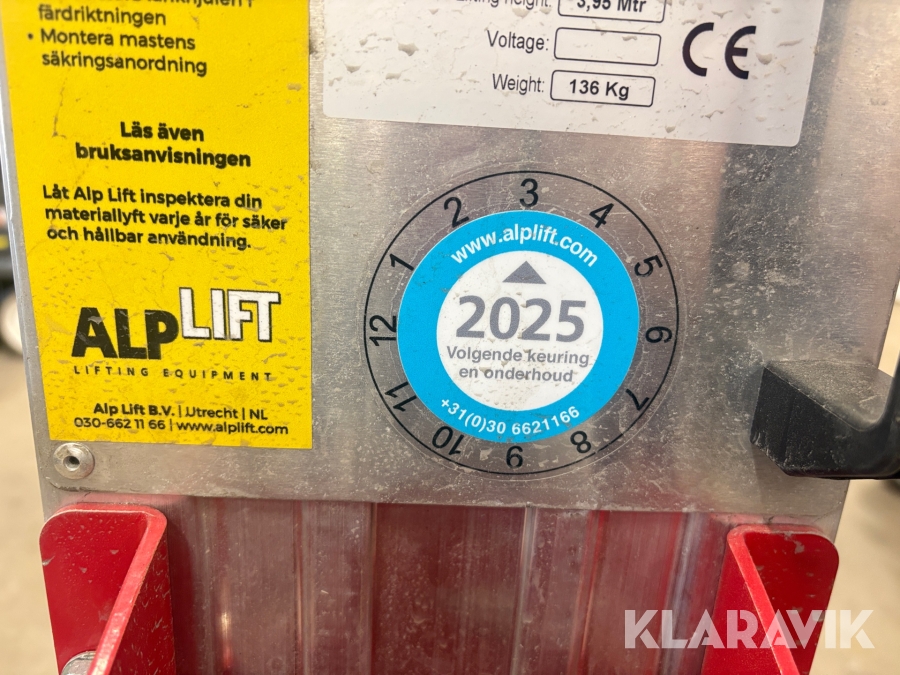 färdriktningen
• Montera mastens
säkringsanordning
Läs även
bruksanvisningen
Låt Alp Lift inspektera din
materiallyft varje år för säker
och hållbar användning.
ALPLIFT
LIFTING EQUIPMENT
Alp Lift B.V. | Utrecht | NL
030-662 11 66 | www.alplift.com
Lifting height: 3,95 Mtr
Voltage:
Weight: 136 Kg
CE
1 2 3 4 5 6 7 8 9 10 11 12
www.alplift.com
2025
Volgende keuring
en onderhoud
+31(0)30 6621166
KLARAVIK